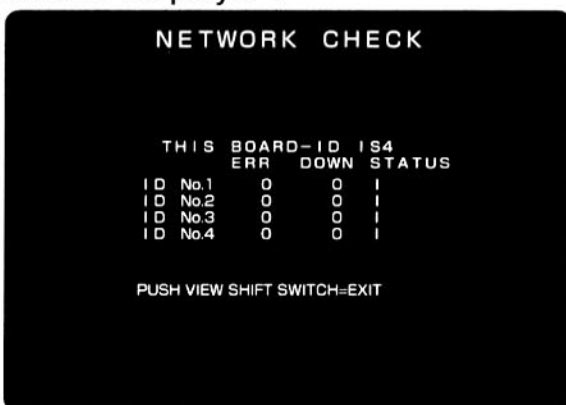 NETWORK CHECK
THIS BOARD-ID IS4
ERR DOWN STATUS
ID No.1 0 0 I
ID No.2 0 0 I
ID No.3 0 0 I
ID No.4 0 0 I
PUSH VIEW SHIFT SWITCH=EXIT